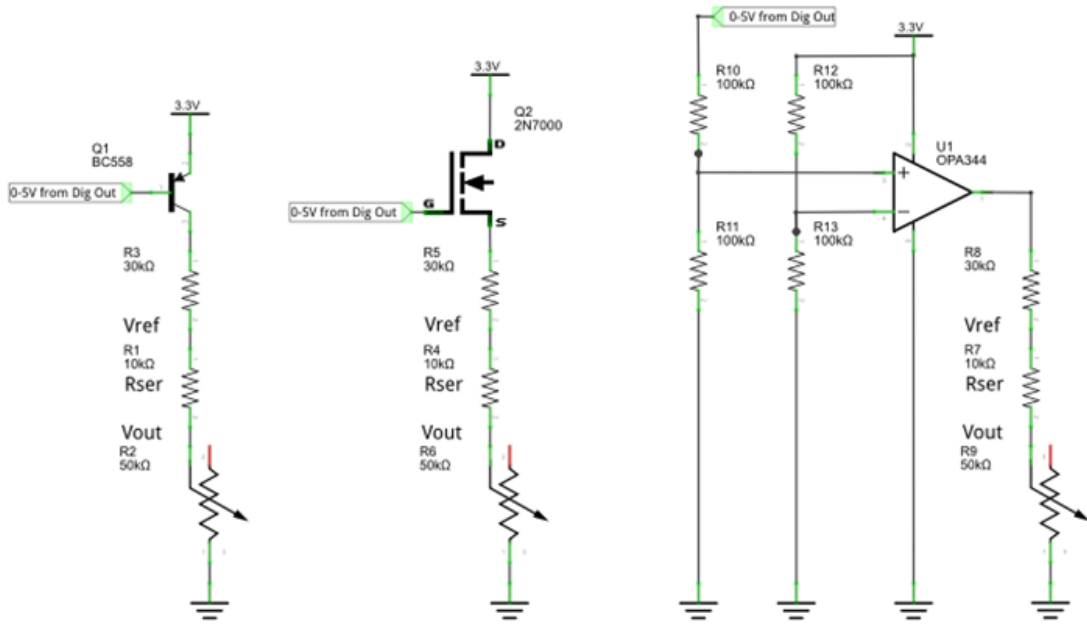 3.3V
Q1
BC558
0-5V from Dig Out
R3
30kΩ
Vref
R1
10kΩ
Rser
Vout
R2
50kΩ
3.3V
Q2
2N7000
D
G
S
0-5V from Dig Out
R5
30kΩ
Vref
R4
10kΩ
Rser
Vout
R6
50kΩ
0-5V from Dig Out
3.3V
R10
100kΩ
R12
100kΩ
U1
OPA344
+
−
R11
100kΩ
R13
100kΩ
R8
30kΩ
Vref
R7
10kΩ
Rser
Vout
R9
50kΩ